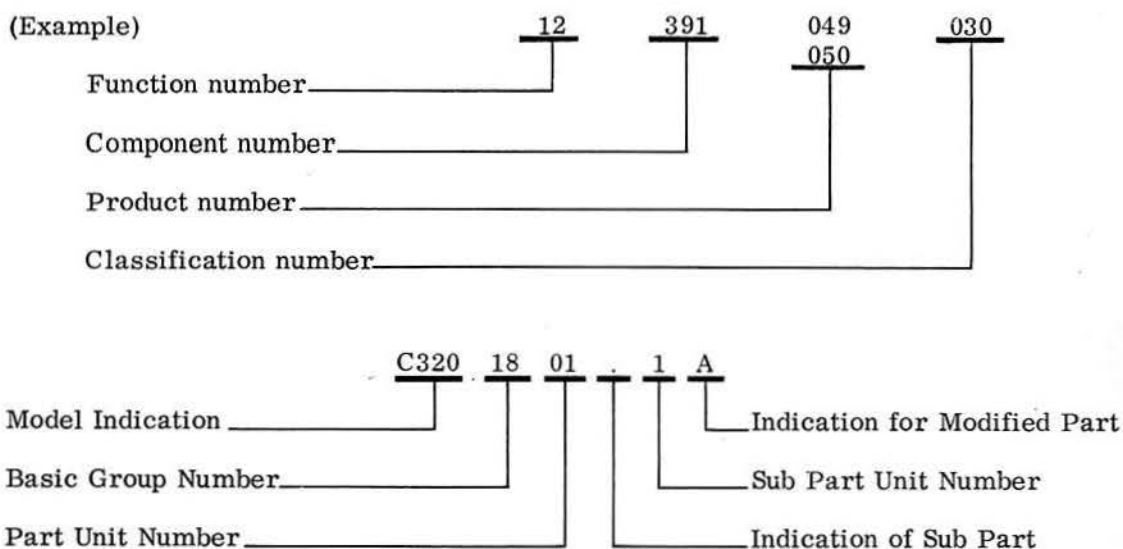 (Example) 12 391 049 030
050
Function number
Component number
Product number
Classification number
C320 18 01 . 1 A
Model Indication Indication for Modified Part
Basic Group Number Sub Part Unit Number
Part Unit Number Indication of Sub Part